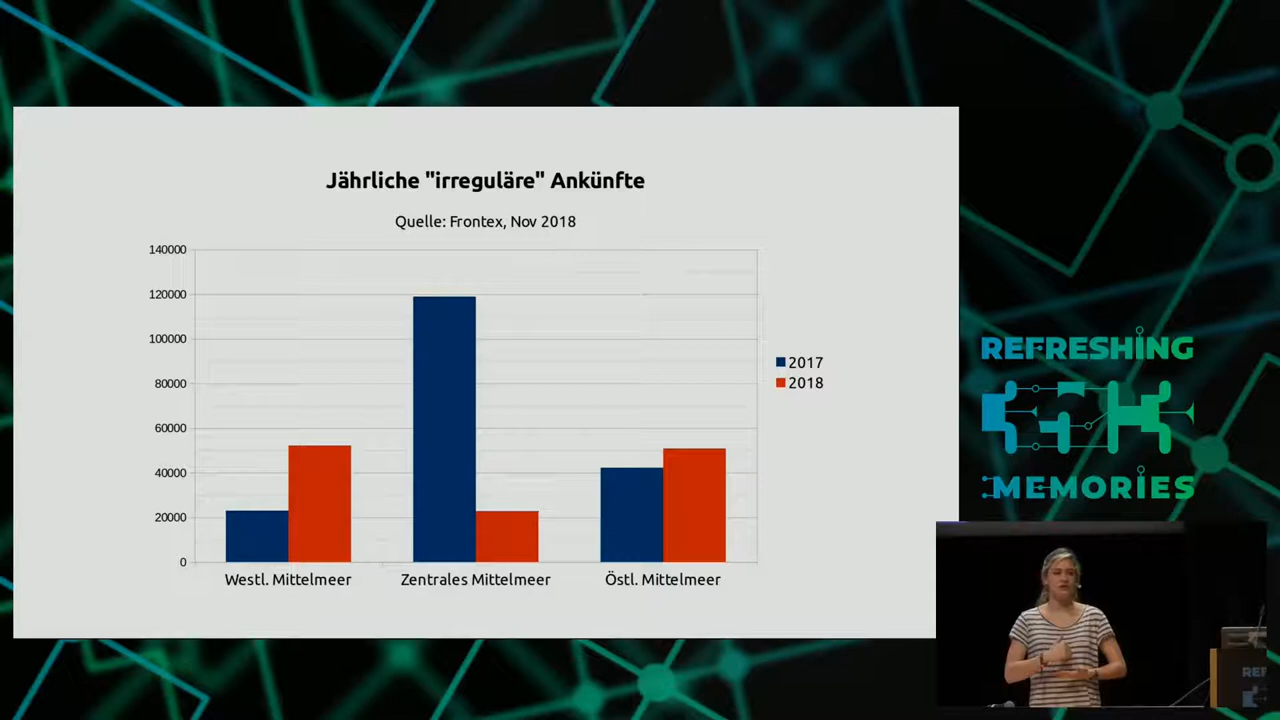 Jährliche "irreguläre" Ankünfte
Quelle: Frontex, Nov 2018
140000
120000
100000
80000
60000
40000
20000
0
Westl. Mittelmeer
Zentrales Mittelmeer
Östl. Mittelmeer
2017
2018
REFRESHING
MEMORIES
REF